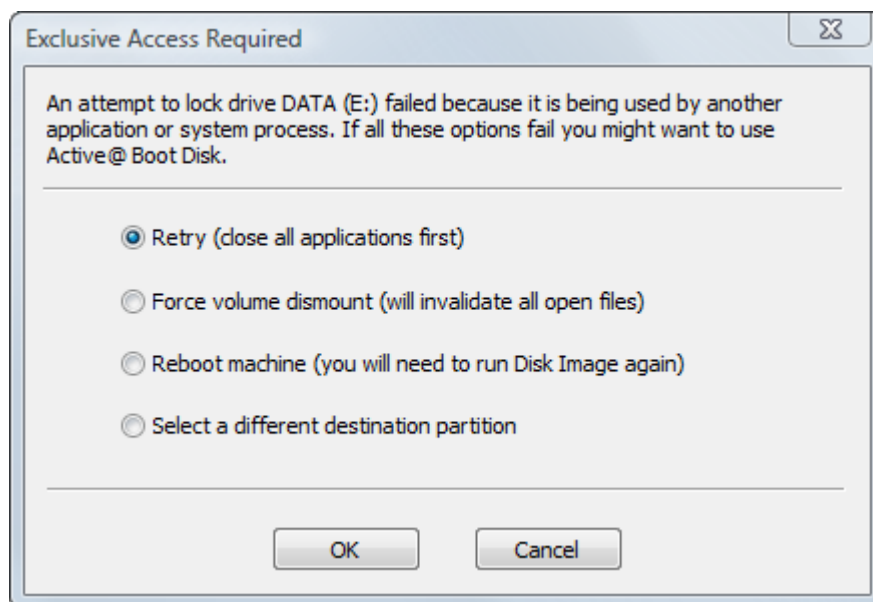 Exclusive Access Required
An attempt to lock drive DATA (E:) failed because it is being used by another
application or system process. If all these options fail you might want to use
Active@ Boot Disk.
Retry (close all applications first)
Force volume dismount (will invalidate all open files)
Reboot machine (you will need to run Disk Image again)
Select a different destination partition
OK
Cancel